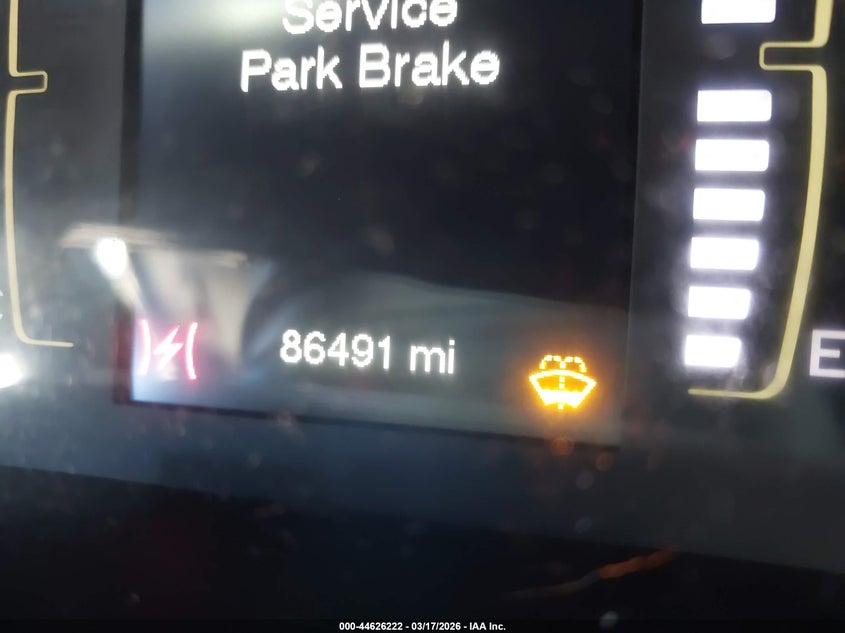 Service
Park Brake
86491 mi
E
000-44626222 - 03/17/2026 - IAA Inc.